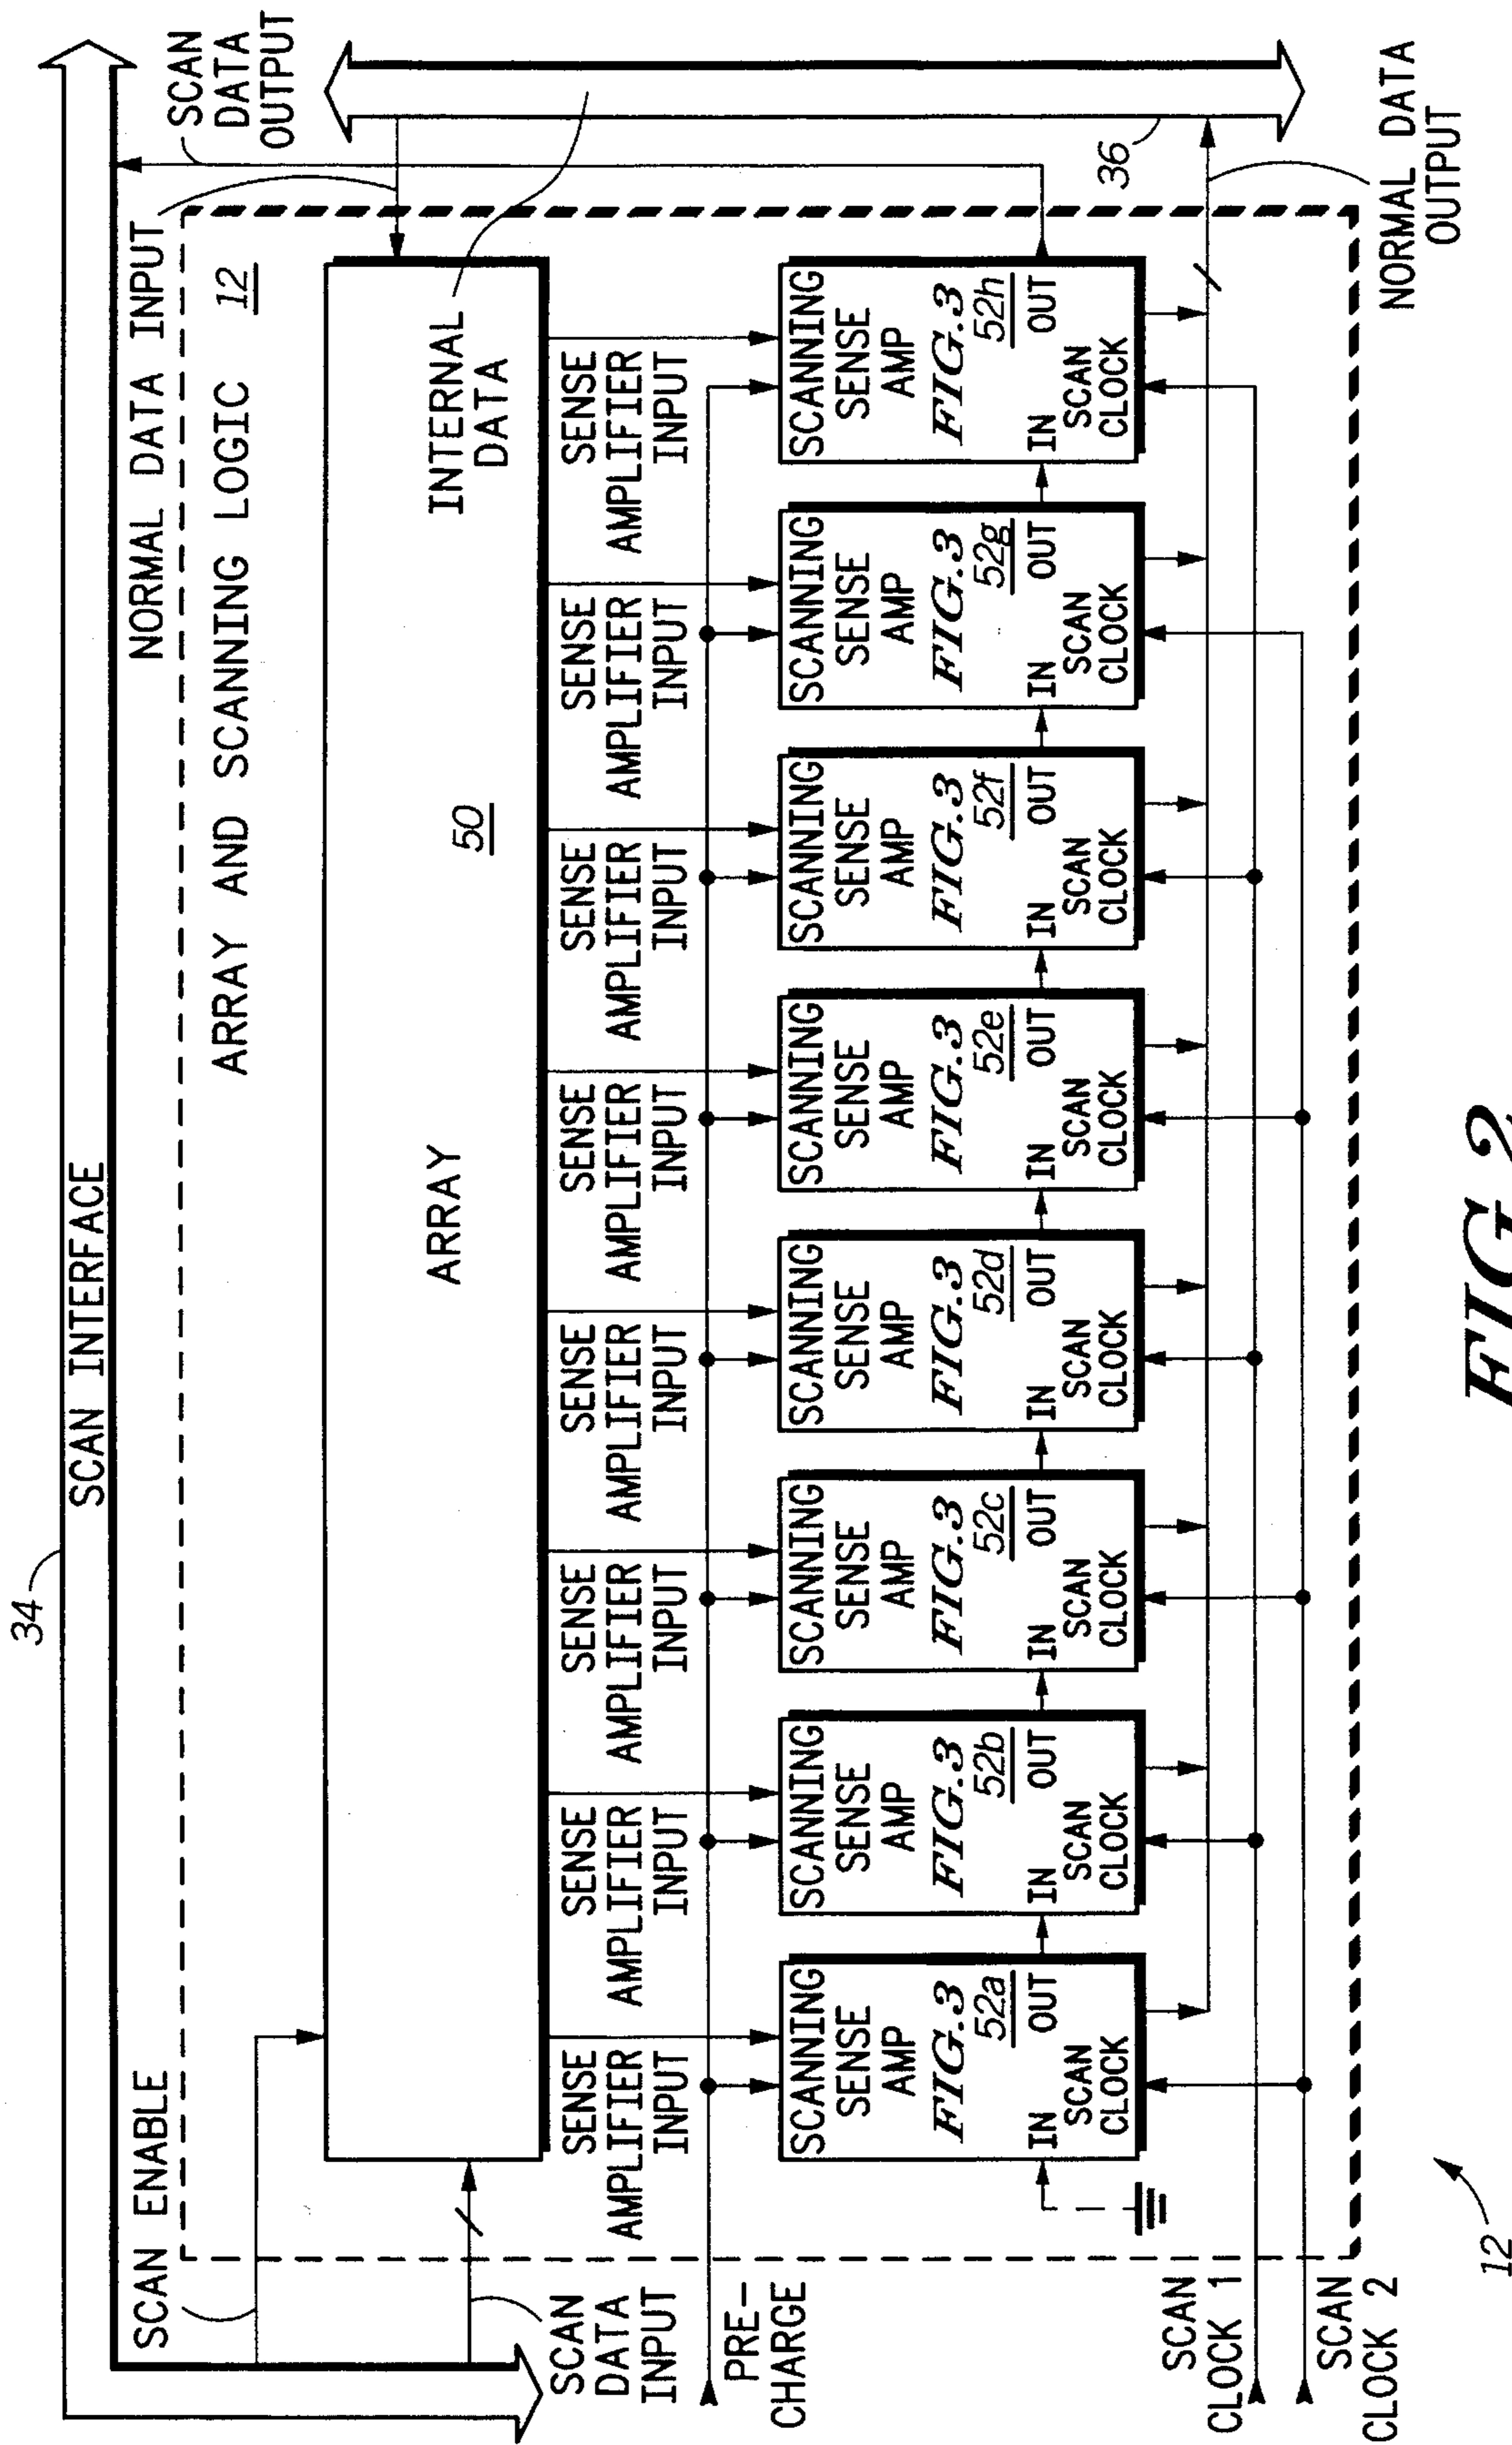 34
SCAN INTERFACE
SCAN ENABLE
NORMAL DATA INPUT
SCAN
DATA
OUTPUT
ARRAY AND SCANNING LOGIC
12
ARRAY
50
INTERNAL
DATA
SCAN
DATA
INPUT
SENSE
AMPLIFIER
INPUT
SENSE
AMPLIFIER
INPUT
SENSE
AMPLIFIER
INPUT
SENSE
AMPLIFIER
INPUT
SENSE
AMPLIFIER
INPUT
SENSE
AMPLIFIER
INPUT
SENSE
AMPLIFIER
INPUT
SENSE
AMPLIFIER
INPUT
PRE-
CHARGE
SCANNING
SENSE
AMP
FIG.3
52a
IN OUT
SCAN
CLOCK
SCANNING
SENSE
AMP
FIG.3
52b
IN OUT
SCAN
CLOCK
SCANNING
SENSE
AMP
FIG.3
52c
IN OUT
SCAN
CLOCK
SCANNING
SENSE
AMP
FIG.3
52d
IN OUT
SCAN
CLOCK
SCANNING
SENSE
AMP
FIG.3
52e
IN OUT
SCAN
CLOCK
SCANNING
SENSE
AMP
FIG.3
52f
IN OUT
SCAN
CLOCK
SCANNING
SENSE
AMP
FIG.3
52g
IN OUT
SCAN
CLOCK
SCANNING
SENSE
AMP
FIG.3
52h
IN OUT
SCAN
CLOCK
36
SCAN
CLOCK 1
SCAN
CLOCK 2
NORMAL DATA
OUTPUT
12
FIG.2